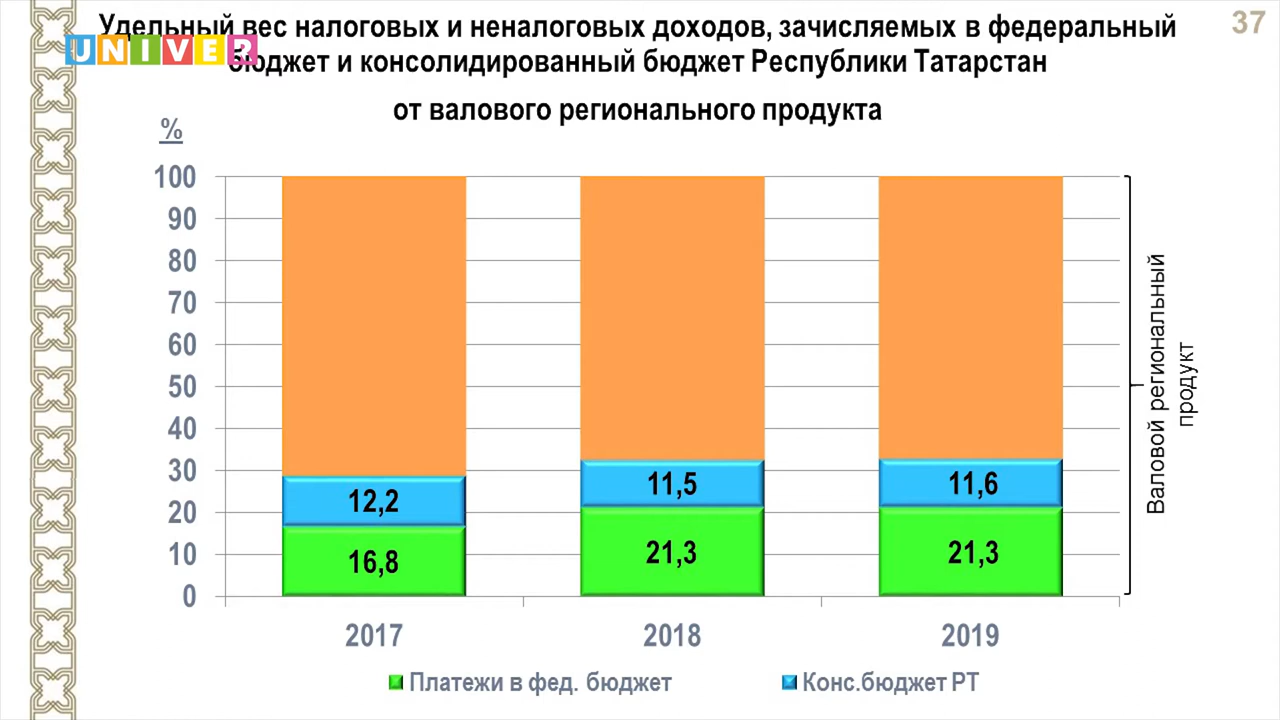 Удельный вес налоговых и неналоговых доходов, зачисляемых в федеральный
37
UNIVER
бюджет и консолидированный бюджет Республики Татарстан
от валового регионального продукта
%
100
90
80
70
60
50
40
30
20
10
0
12,2
16,8
11,5
21,3
11,6
21,3
Валовой региональный
продукт
2017
2018
2019
Платежи в фед. бюджет
Конс.бюджет РТ